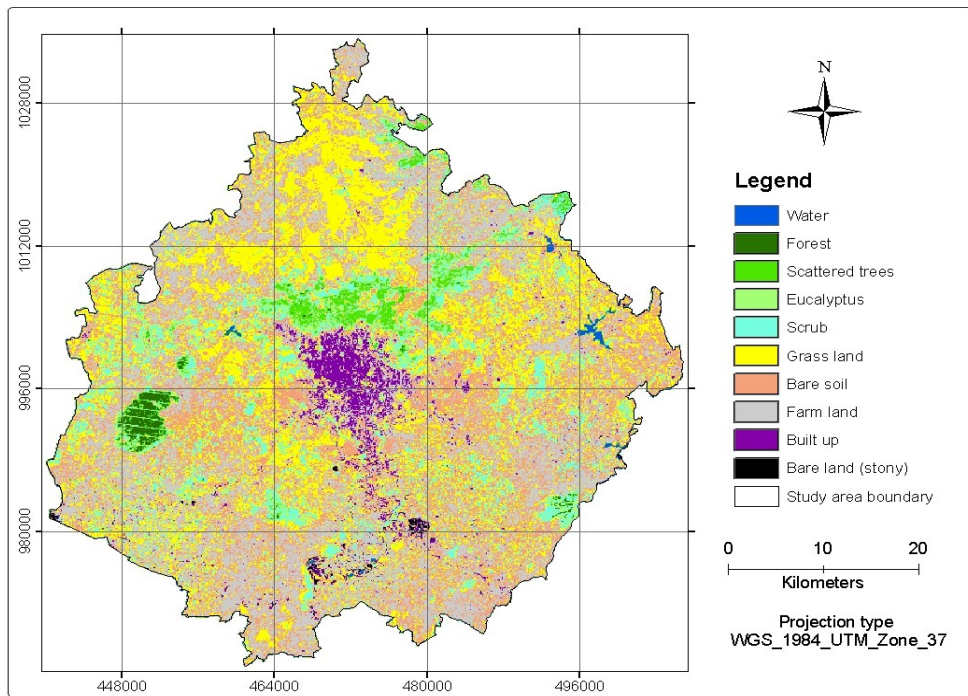 N
1028000
1012000
996000
980000
448000
464000
480000
496000
Legend
Water
Forest
Scattered trees
Eucalyptus
Scrub
Grass land
Bare soil
Farm land
Built up
Bare land (stony)
Study area boundary
0 10 20
Kilometers
Projection type
WGS_1984_UTM_Zone_37